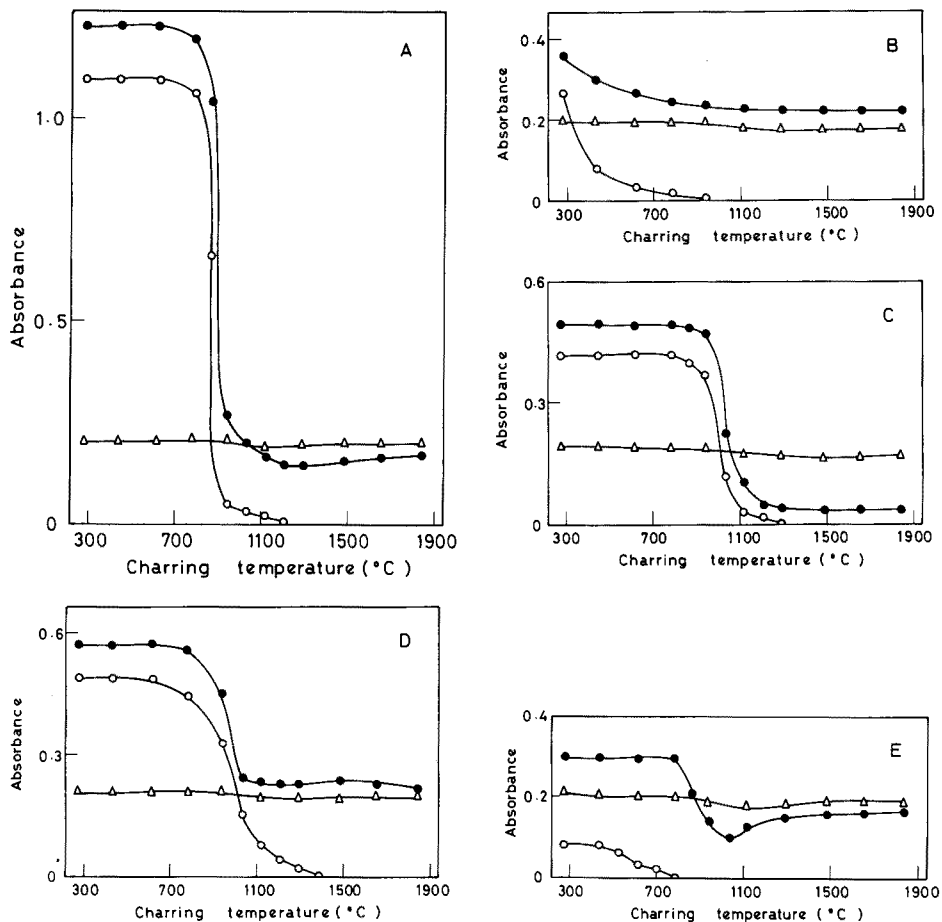 A
Absorbance
1.0
0.5
0
300 700 1100 1500 1900
Charring temperature (°C)
B
Absorbance
0.4
0.2
0
300 700 1100 1500 1900
Charring temperature (°C)
C
Absorbance
0.6
0.3
0
300 700 1100 1500 1900
Charring temperature (°C)
D
Absorbance
0.6
0.3
0
300 700 1100 1500 1900
Charring temperature (°C)
E
Absorbance
0.4
0.2
0
300 700 1100 1500 1900
Charring temperature (°C)